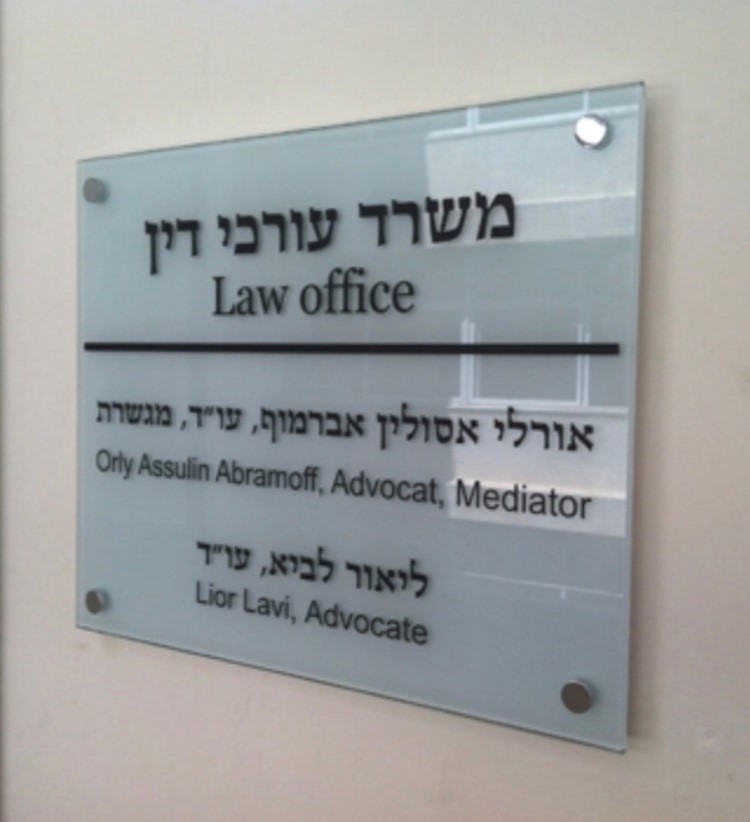 משרד עורכי דין
Law office
אורלי אסולין אברמוף, עו״ד, מגשרת
Orly Assulin Abramoff, Advocat, Mediator
ליאור לביא, עו״ד
Lior Lavi, Advocate